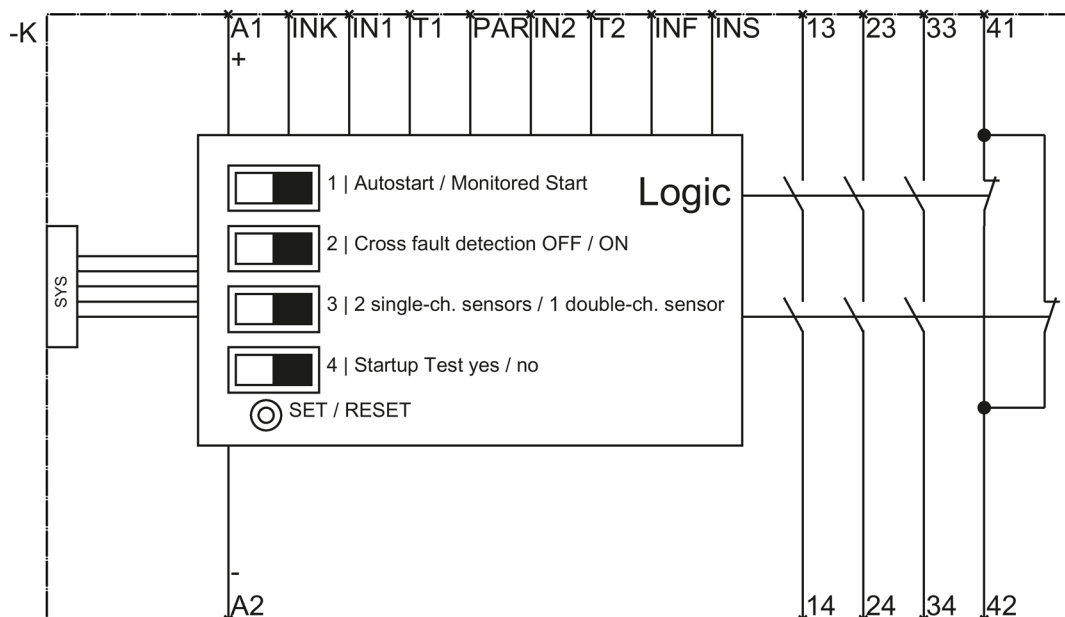 -K
A1 INK IN1 T1 PAR IN2 T2 INF INS 13 23 33 41
+
1 | Autostart / Monitored Start
Logic
2 | Cross fault detection OFF / ON
SYS
3 | 2 single-ch. sensors / 1 double-ch. sensor
4 | Startup Test yes / no
SET / RESET
-
A2 14 24 34 42